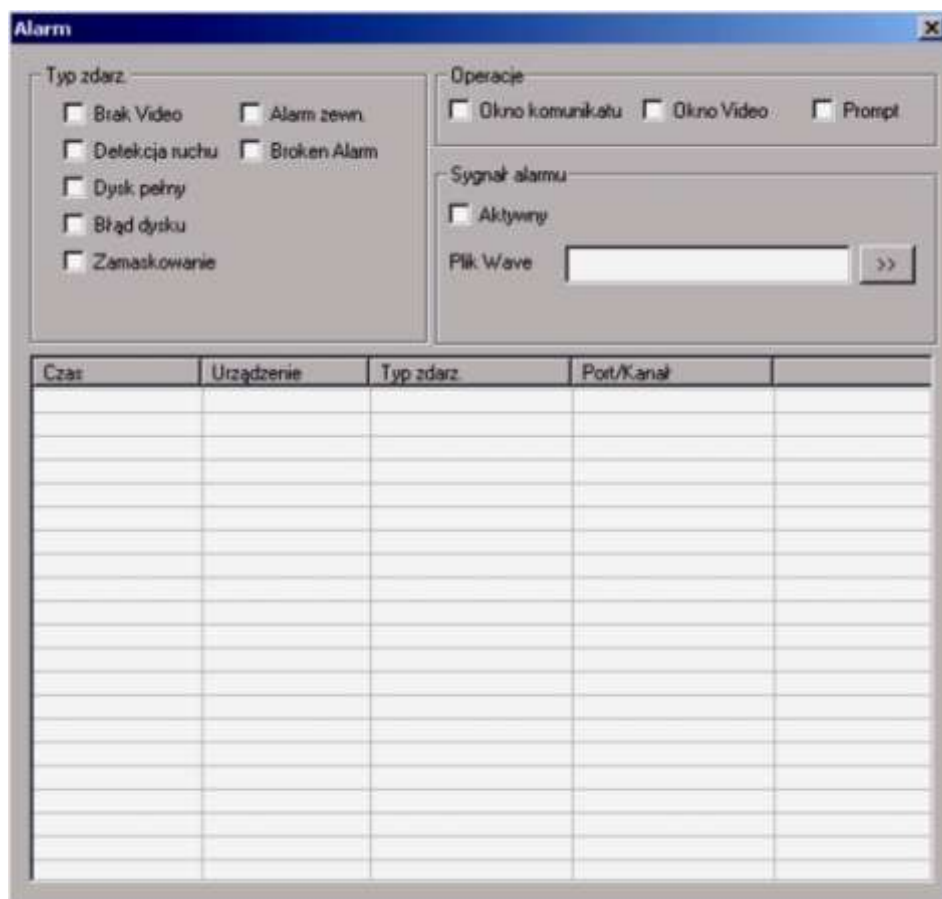 Alarm
Typ zdarz.
Brak Video
Alarm zewn.
Detekcja ruchu
Broken Alarm
Dysk pełny
Błąd dysku
Zamaskowanie
Operacje
Okno komunikatu
Okno Video
Prompt
Sygnał alarmu
Aktywny
Plik Wave
>>
Czas
Urządzenie
Typ zdarz.
Port/Kanał